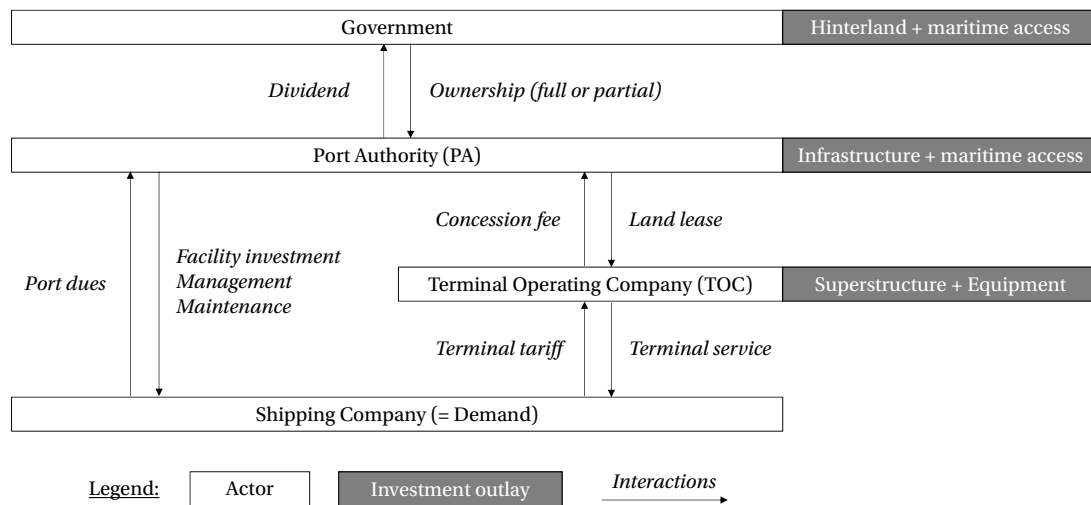 Government
Hinterland + maritime access
Dividend
Ownership (full or partial)
Port Authority (PA)
Infrastructure + maritime access
Concession fee
Land lease
Port dues
Facility investment
Management
Maintenance
Terminal Operating Company (TOC)
Superstructure + Equipment
Terminal tariff
Terminal service
Shipping Company (= Demand)
Legend:
Actor
Investment outlay
Interactions